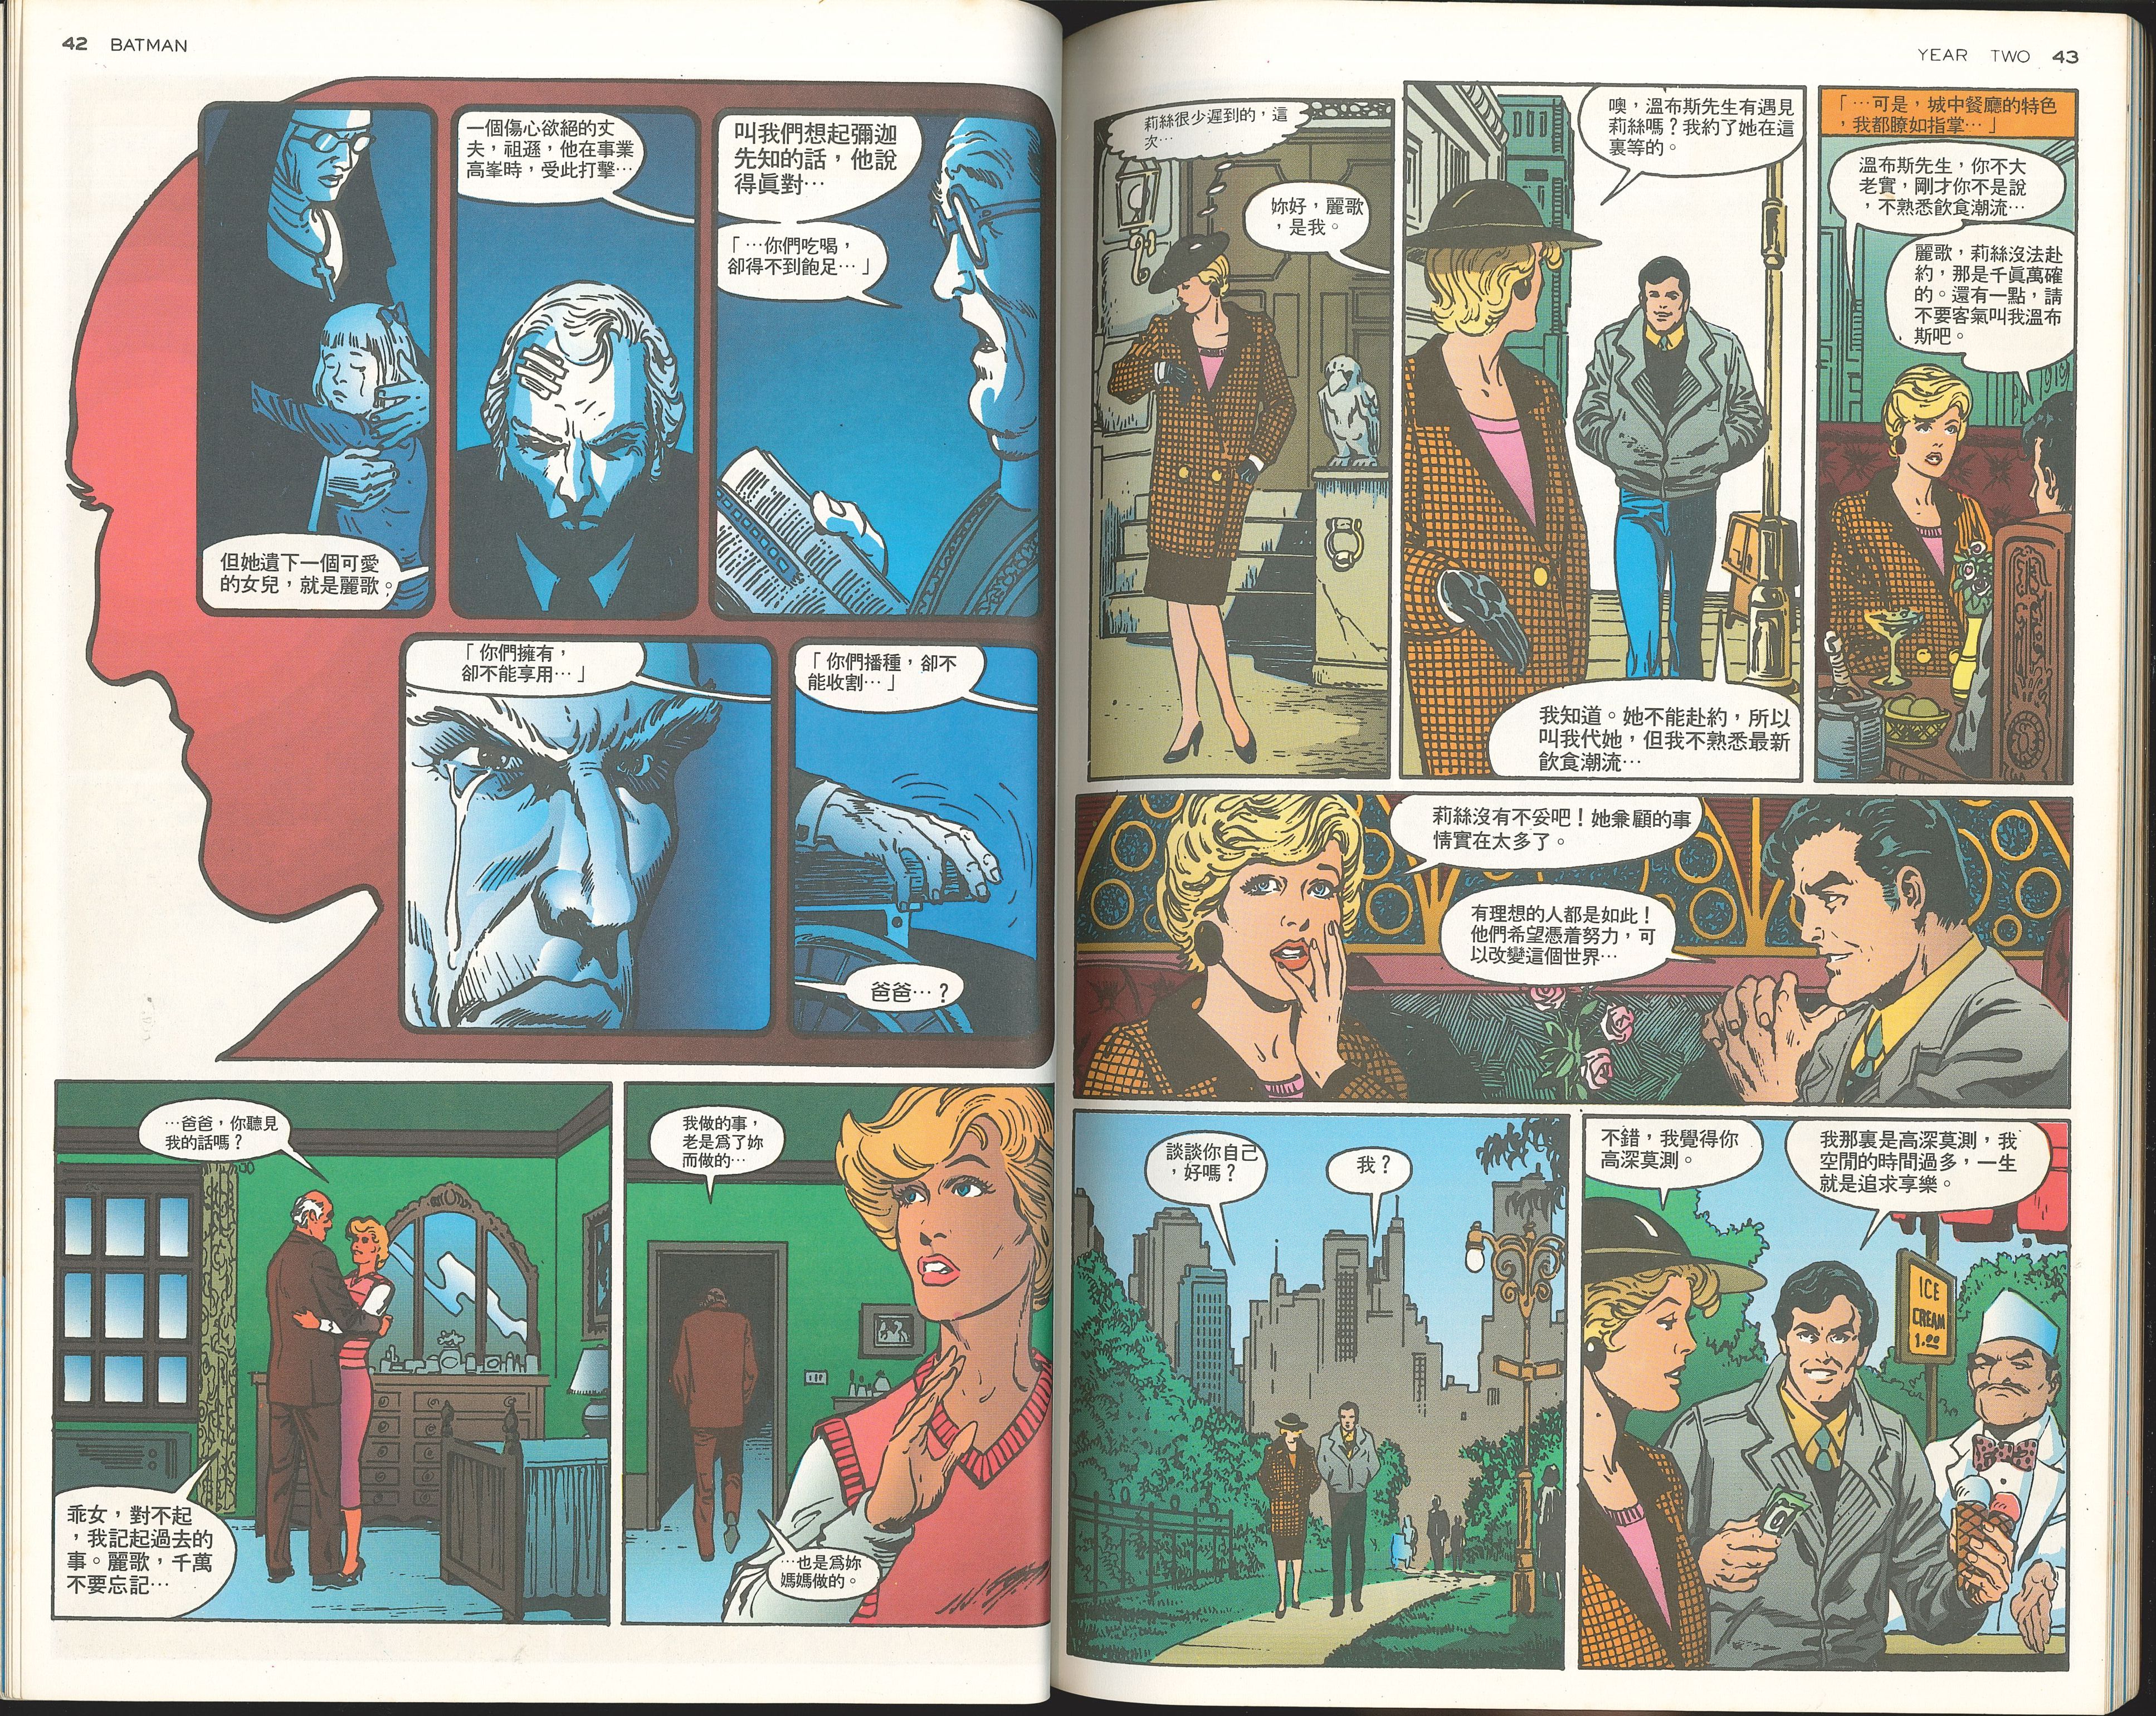 42 BATMAN
但她遺下一個可愛
的女兒，就是麗歌。
一個傷心欲絕的丈
夫，祖遜，他在事業
高峯時，受此打擊…
叫我們想起彌迦
先知的話，他說
得眞對…
「…你們吃喝，
卻得不到飽足…」
「你們擁有，
卻不能享用…」
「你們播種，卻不
能收割…」
爸爸…？
…爸爸，你聽見
我的話嗎？
乖女，對不起
，我記起過去的
事。麗歌，千萬
不要忘記…
我做的事，
老是爲了妳
而做的…
…也是爲妳
媽媽做的。
YEAR TWO 43
莉絲很少遲到的，這
次…
妳好，麗歌
，是我。
噢，溫布斯先生有遇見
莉絲嗎？我約了她在這
裏等的。
我知道。她不能赴約，所以
叫我代她，但我不熟悉最新
飲食潮流…
「…可是，城中餐廳的特色
，我都瞭如指掌…」
溫布斯先生，你不大
老實，剛才你不是說
，不熟悉飲食潮流…
麗歌，莉絲沒法赴
約，那是千眞萬確
的。還有一點，請
不要客氣叫我溫布
斯吧。
莉絲沒有不妥吧！她兼顧的事
情實在太多了。
有理想的人都是如此！
他們希望憑着努力，可
以改變這個世界…
談談你自己
，好嗎？
我？
不錯，我覺得你
高深莫測。
我那裏是高深莫測，我
空閒的時間過多，一生
就是追求享樂。
ICE
CREAM
1.00